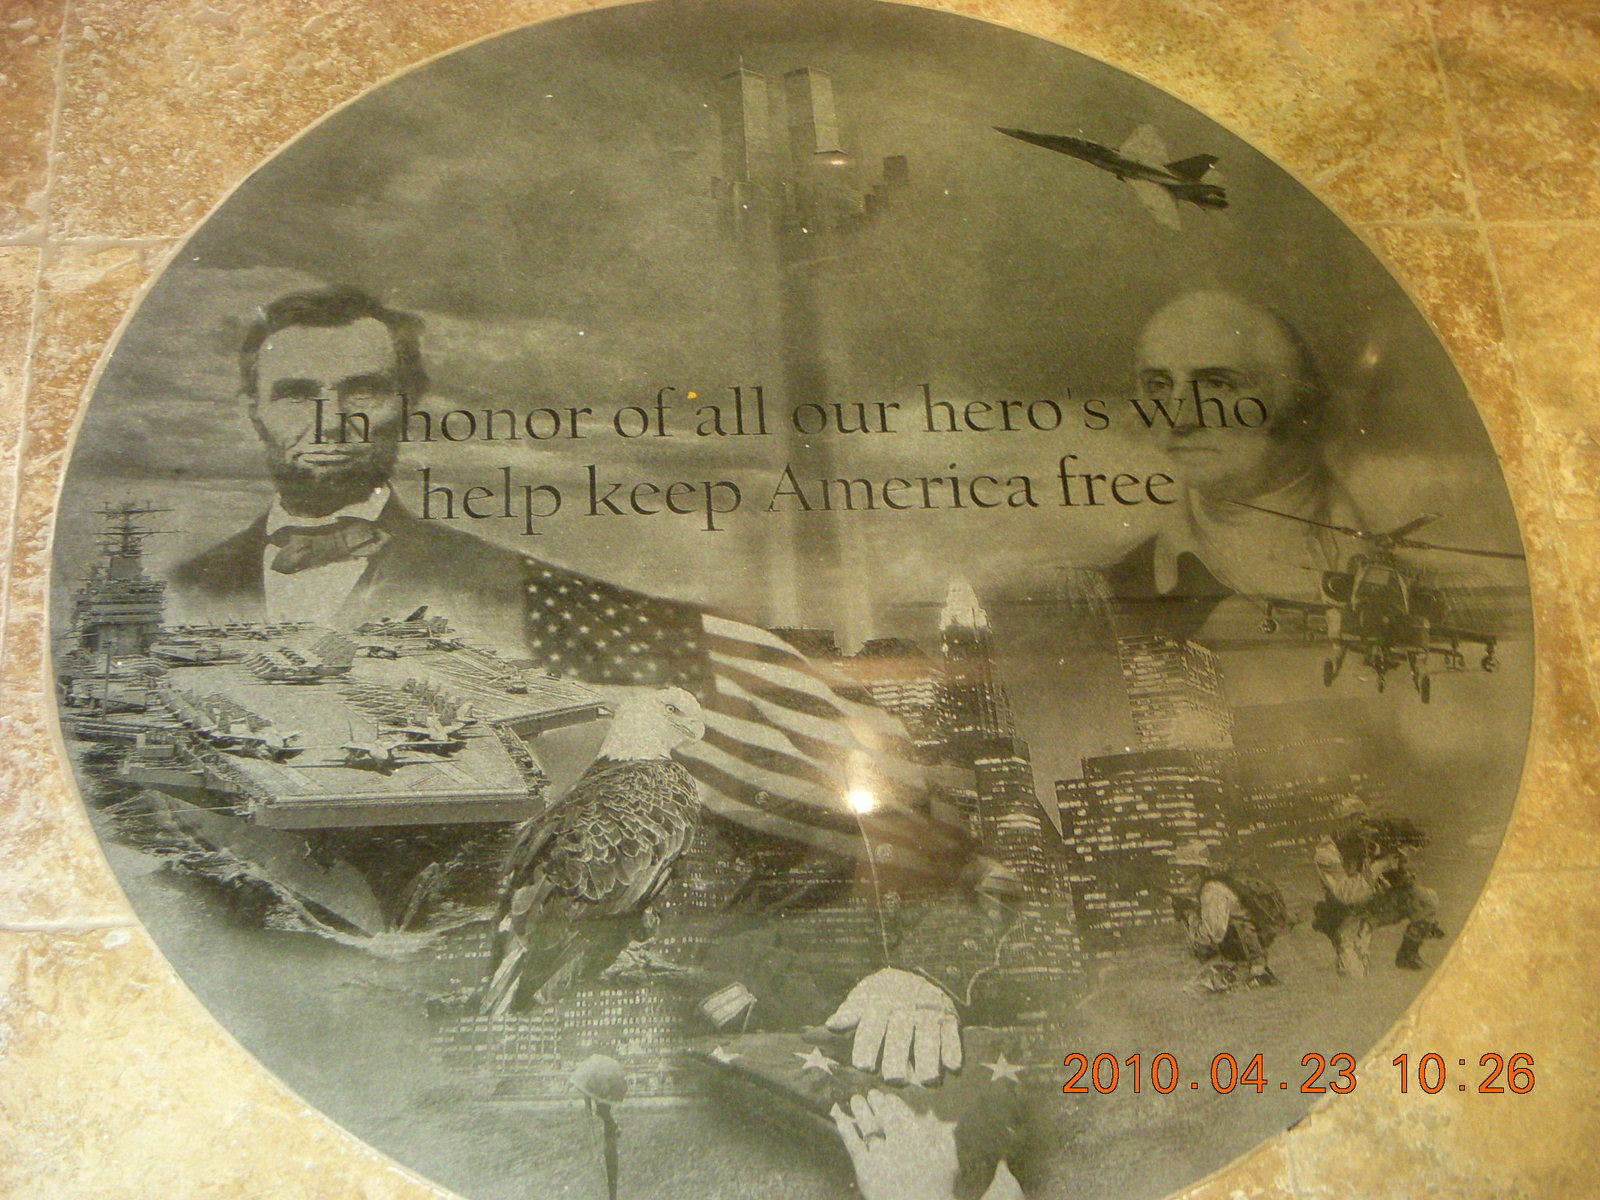 In honor of all our hero's who
help keep America free
2010.04.23 10:26